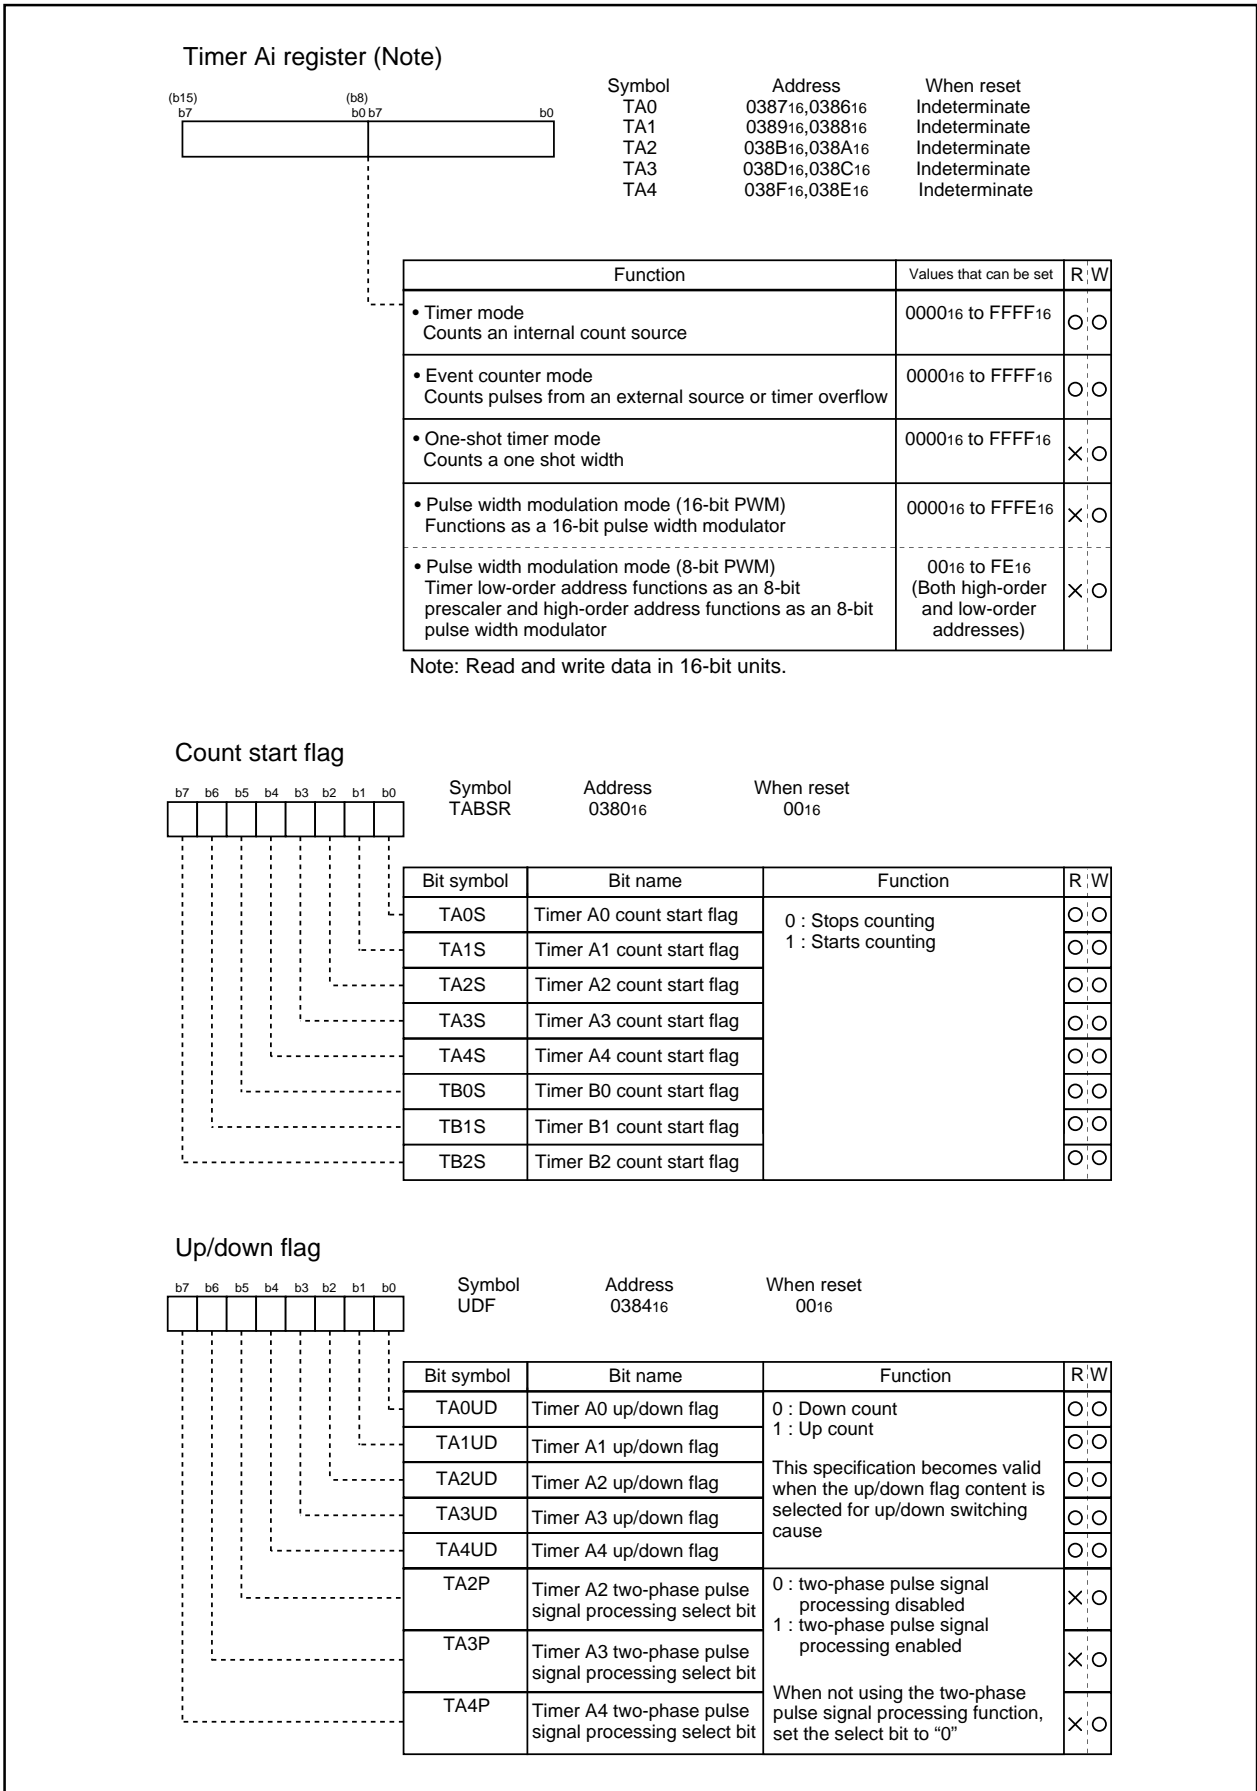 Timer Ai register (Note)
Symbol Address When reset
(b15) (b8)
b7 b0 b7 b0
TA0 038716,038616 Indeterminate
TA1 038916,038816 Indeterminate
TA2 038B16,038A16 Indeterminate
TA3 038D16,038C16 Indeterminate
TA4 038F16,038E16 Indeterminate
Function Values that can be set R W
• Timer mode 000016 to FFFF16
Counts an internal count source
• Event counter mode 000016 to FFFF16
Counts pulses from an external source or timer overflow
• One-shot timer mode 000016 to FFFF16
Counts a one shot width
• Pulse width modulation mode (16-bit PWM) 000016 to FFFE16
Functions as a 16-bit pulse width modulator
• Pulse width modulation mode (8-bit PWM) 0016 to FE16
Timer low-order address functions as an 8-bit (Both high-order
prescaler and high-order address functions as an 8-bit and low-order
pulse width modulator addresses)
Note: Read and write data in 16-bit units.
Count start flag
b7 b6 b5 b4 b3 b2 b1 b0
Symbol Address When reset
TABSR 038016 0016
Bit symbol Bit name Function R W
TA0S Timer A0 count start flag 0 : Stops counting
TA1S Timer A1 count start flag 1 : Starts counting
TA2S Timer A2 count start flag
TA3S Timer A3 count start flag
TA4S Timer A4 count start flag
TB0S Timer B0 count start flag
TB1S Timer B1 count start flag
TB2S Timer B2 count start flag
Up/down flag
b7 b6 b5 b4 b3 b2 b1 b0
Symbol Address When reset
UDF 038416 0016
Bit symbol Bit name Function R W
TA0UD Timer A0 up/down flag 0 : Down count
1 : Up count
TA1UD Timer A1 up/down flag
This specification becomes valid
TA2UD Timer A2 up/down flag when the up/down flag content is
TA3UD Timer A3 up/down flag selected for up/down switching
cause
TA4UD Timer A4 up/down flag
TA2P Timer A2 two-phase pulse 0 : two-phase pulse signal
signal processing select bit processing disabled
1 : two-phase pulse signal
TA3P Timer A3 two-phase pulse processing enabled
signal processing select bit
When not using the two-phase
TA4P Timer A4 two-phase pulse pulse signal processing function,
signal processing select bit set the select bit to “0”